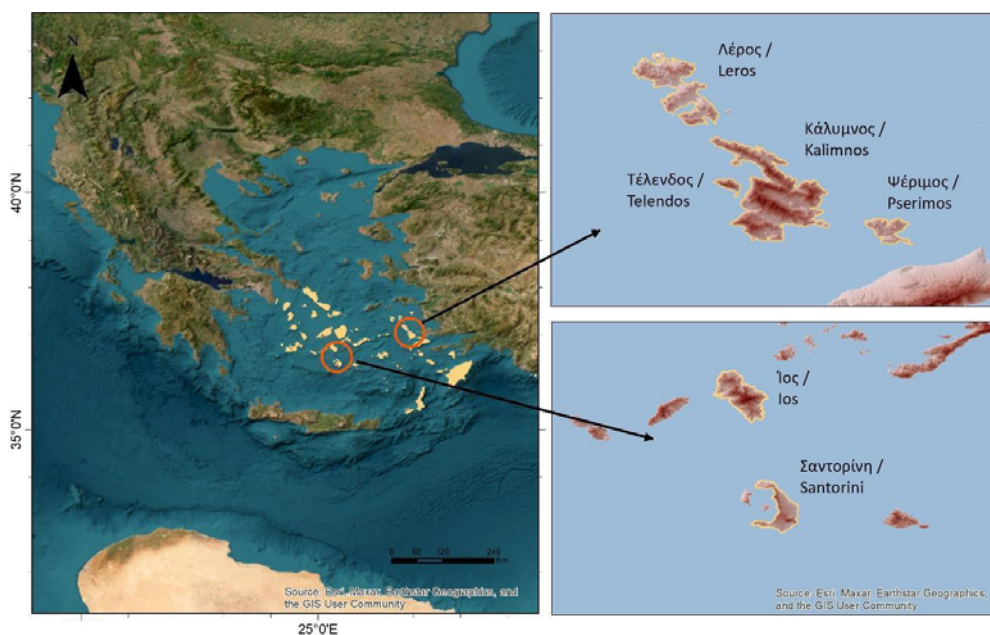 N
40°0'N
35°0'N
25°0'E
0 60 120 240
Km
Source: Esri, Maxar, Earthstar Geographics, and
the GIS User Community
Λέρος /
Leros
Κάλυμνος /
Kalimnos
Τέλενδος /
Telendos
Ψέριμος /
Pserimos
Ίος /
Ios
Σαντορίνη /
Santorini
Source: Esri, Maxar, Earthstar Geographics,
and the GIS User Community